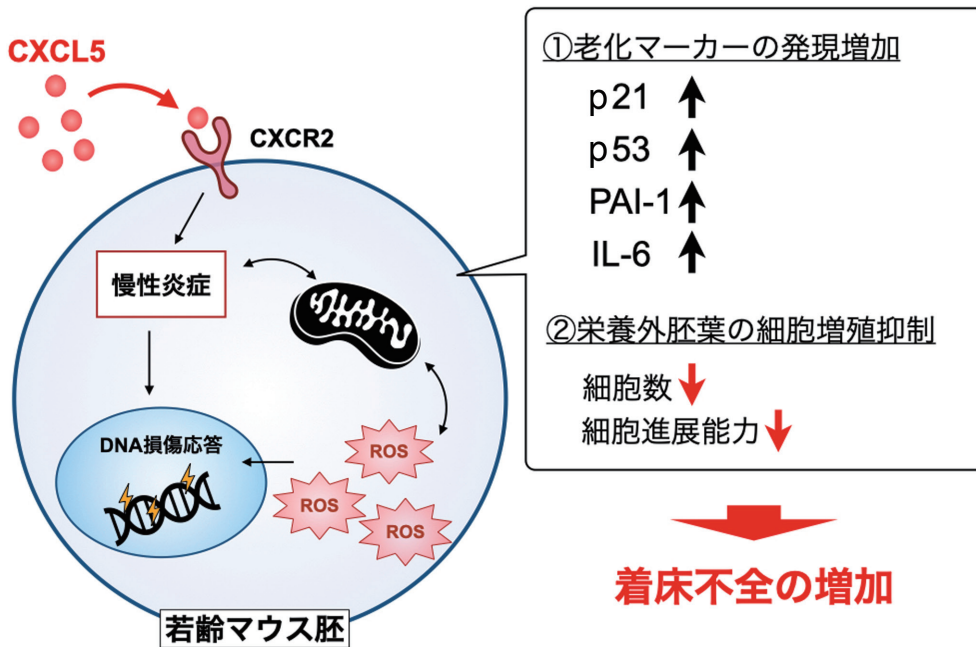 CXCL5
CXCR2
慢性炎症
DNA損傷応答
ROS
ROS
ROS
若齢マウス胚
①老化マーカーの発現増加
p21
p53
PAI-1
IL-6
②栄養外胚葉の細胞増殖抑制
細胞数
細胞進展能力
着床不全の増加